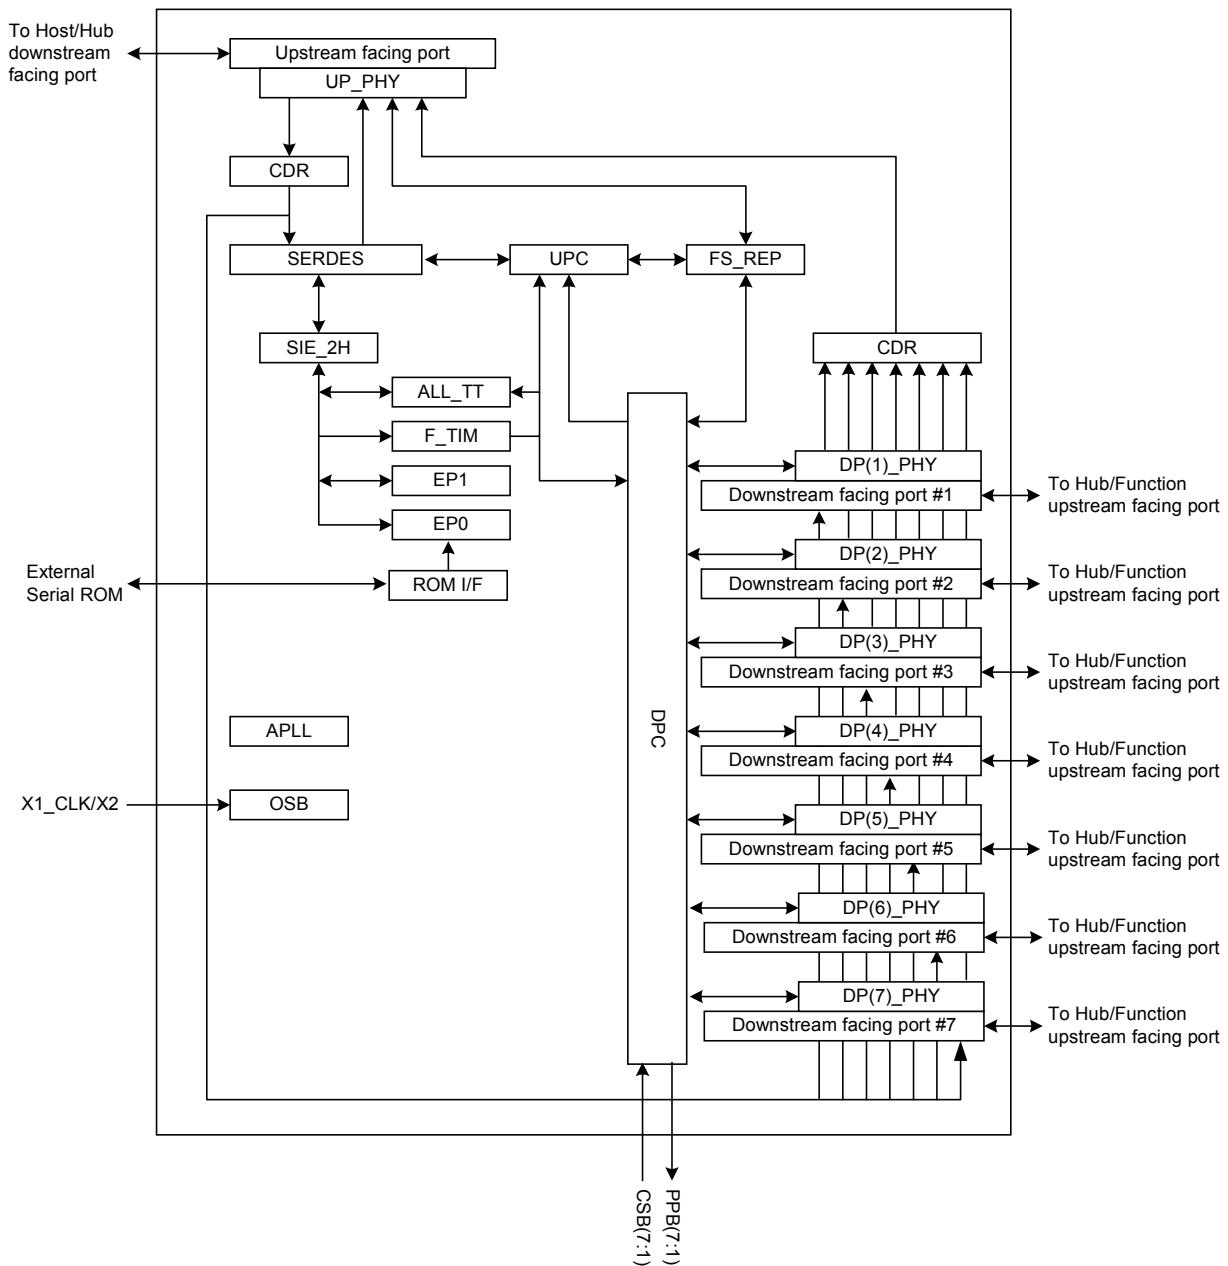 To Host/Hub
downstream
facing port
Upstream facing port
UP_PHY
CDR
SERDES
UPC
FS_REP
SIE_2H
CDR
ALL_TT
F_TIM
EP1
EP0
ROM I/F
External
Serial ROM
APLL
X1_CLK/X2
OSB
DPC
DP(1)_PHY
Downstream facing port #1
To Hub/Function
upstream facing port
DP(2)_PHY
Downstream facing port #2
To Hub/Function
upstream facing port
DP(3)_PHY
Downstream facing port #3
To Hub/Function
upstream facing port
DP(4)_PHY
Downstream facing port #4
To Hub/Function
upstream facing port
DP(5)_PHY
Downstream facing port #5
To Hub/Function
upstream facing port
DP(6)_PHY
Downstream facing port #6
To Hub/Function
upstream facing port
DP(7)_PHY
Downstream facing port #7
To Hub/Function
upstream facing port
CSB(7:1)
PPB(7:1)